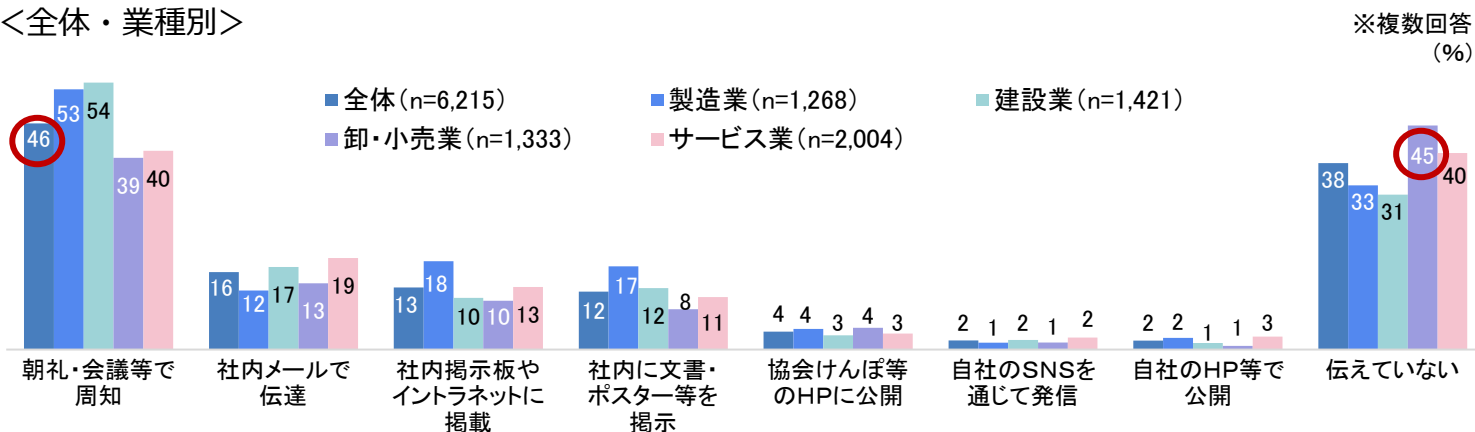 ＜全体・業種別＞
※複数回答
（%）
全体（n=6,215）
製造業（n=1,268）
建設業（n=1,421）
卸・小売業（n=1,333）
サービス業（n=2,004）
46 53 54 39 40
16 12 17 13 19
13 18 10 10 13
12 17 12 8 11
4 4 3 4 3
2 1 2 1 2
2 2 1 1 3
38 33 31 45 40
朝礼・会議等で
周知
社内メールで
伝達
社内掲示板や
イントラネットに
掲載
社内に文書・
ポスター等を
掲示
協会けんぽ等
のHPに公開
自社のSNSを
通じて発信
自社のHP等で
公開
伝えていない